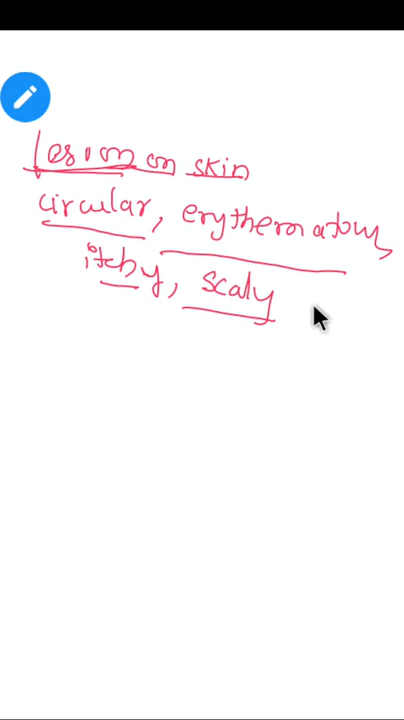 lesion on skin
circular, erythematous,
itchy, scaly